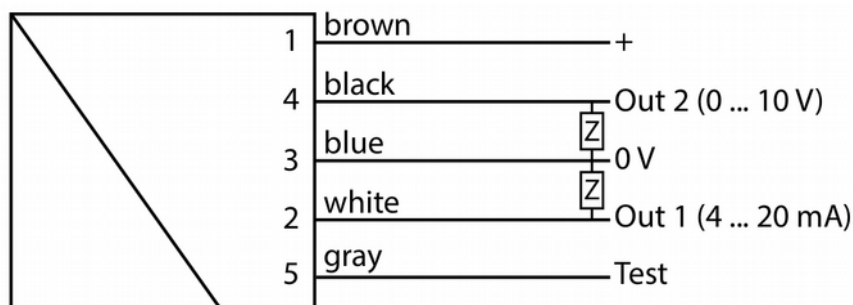 1 brown +
4 black Out 2 (0 ... 10 V)
Z
3 blue 0 V
Z
2 white Out 1 (4 ... 20 mA)
5 gray Test